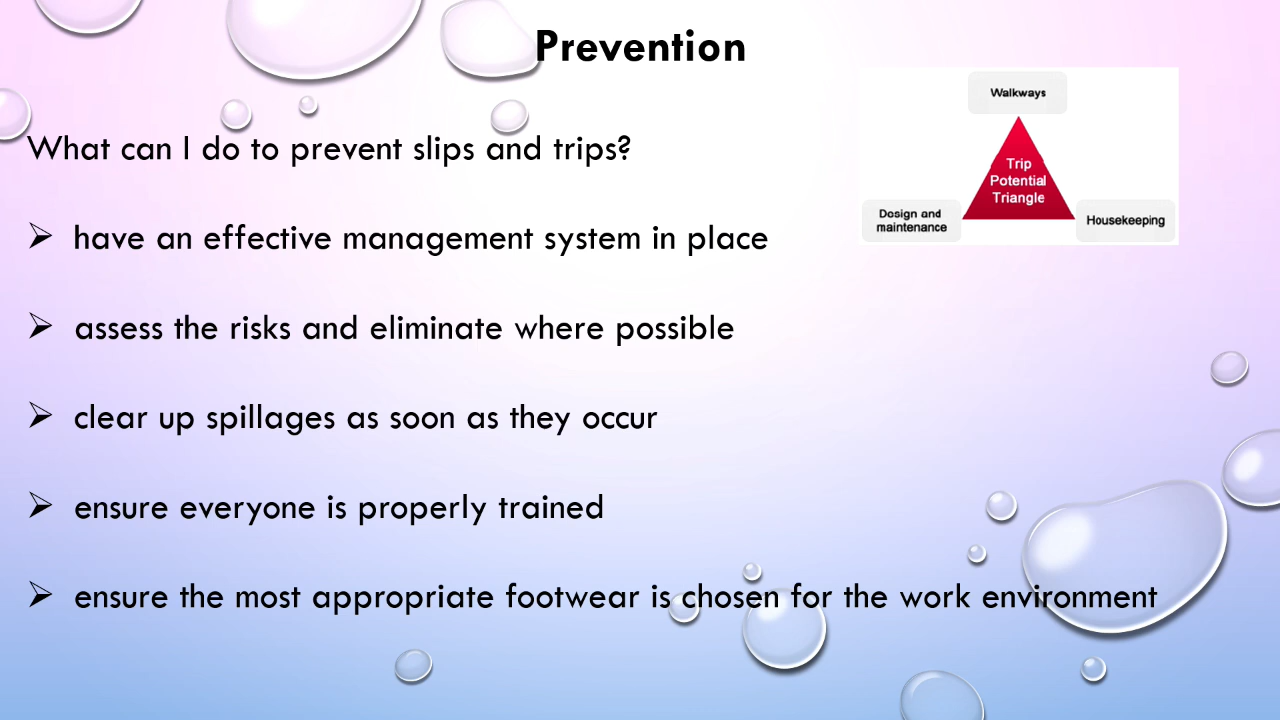 Prevention
What can I do to prevent slips and trips?
➢ have an effective management system in place
➢ assess the risks and eliminate where possible
➢ clear up spillages as soon as they occur
➢ ensure everyone is properly trained
➢ ensure the most appropriate footwear is chosen for the work environment
Walkways
Trip
Potential
Triangle
Design and
maintenance
Housekeeping